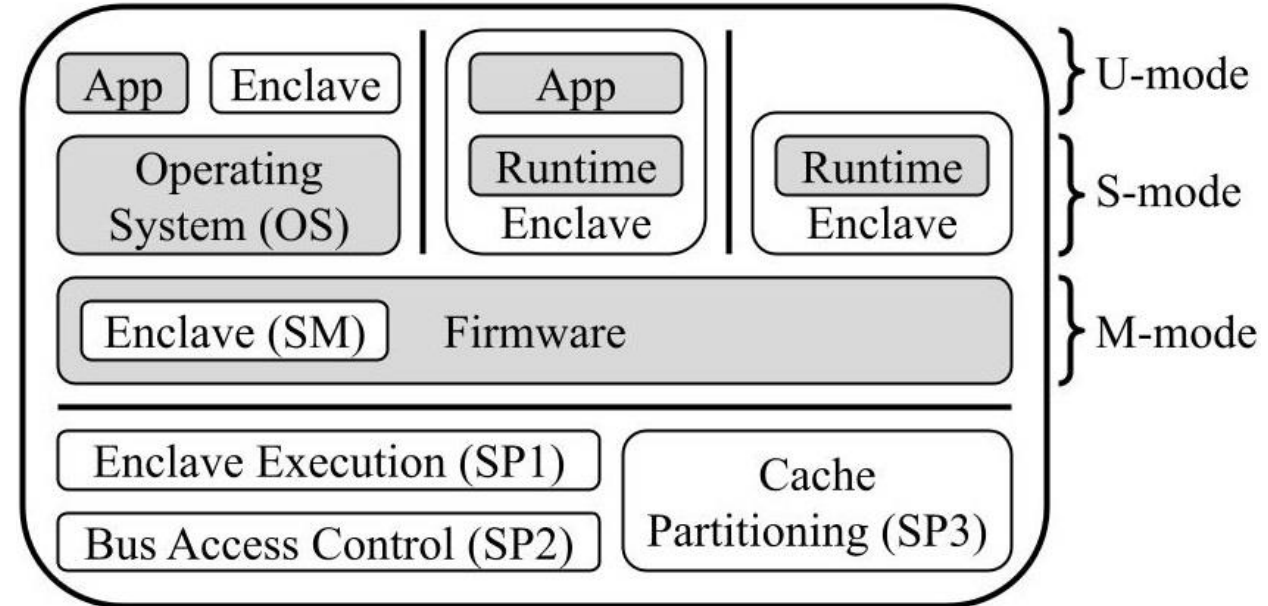 App
Enclave
App
U-mode
Operating
System (OS)
Runtime
Enclave
Runtime
Enclave
S-mode
Enclave (SM)
Firmware
M-mode
Enclave Execution (SP1)
Bus Access Control (SP2)
Cache
Partitioning (SP3)